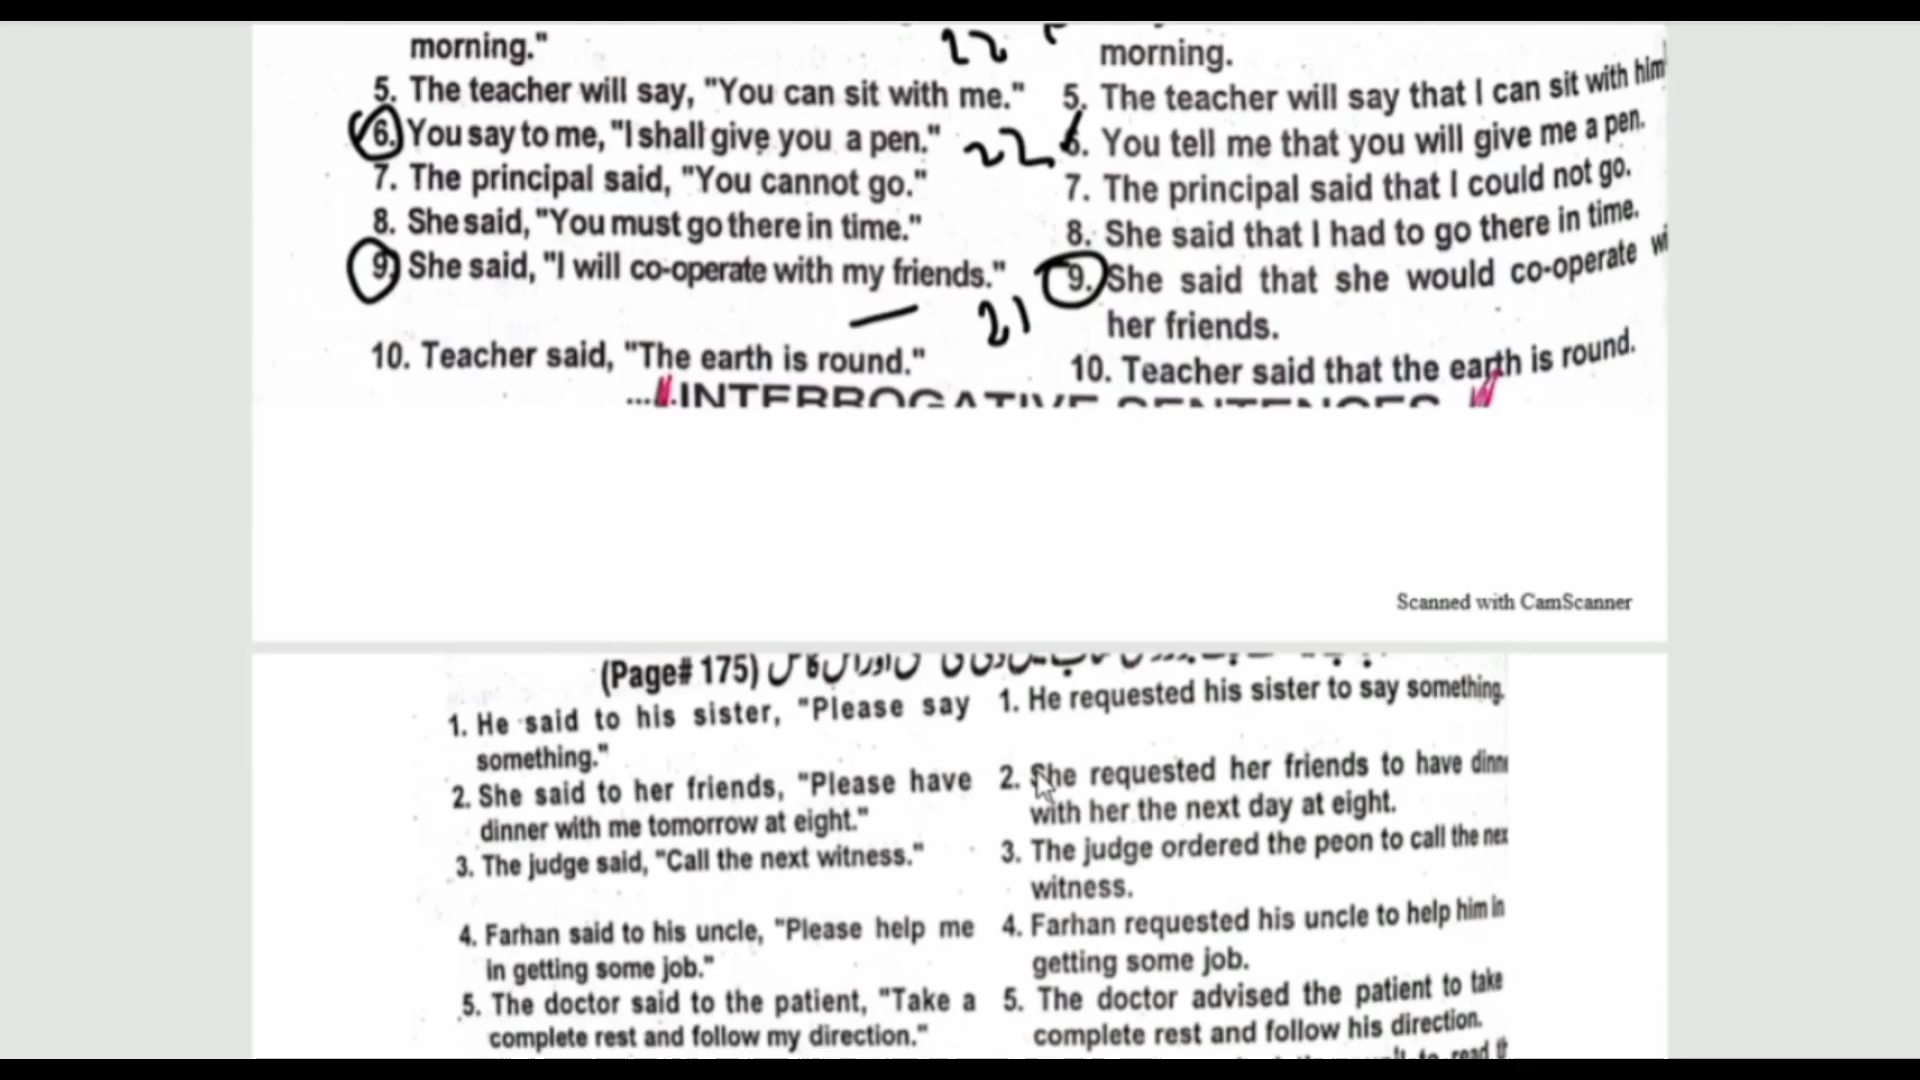 morning."
5. The teacher will say, "You can sit with me."
6. You say to me, "I shall give you a pen."
7. The principal said, "You cannot go."
8. She said, "You must go there in time."
9. She said, "I will co-operate with my friends."
10. Teacher said, "The earth is round."
22
22
21
morning.
5. The teacher will say that I can sit with him
6. You tell me that you will give me a pen.
7. The principal said that I could not go.
8. She said that I had to go there in time.
9. She said that she would co-operate wi
her friends.
10. Teacher said that the earth is round.
INTERROGATIVE SENTENCES
Scanned with CamScanner
(Page# 175)
1. He said to his sister, "Please say
something."
2. She said to her friends, "Please have
dinner with me tomorrow at eight."
3. The judge said, "Call the next witness."
4. Farhan said to his uncle, "Please help me
in getting some job."
5. The doctor said to the patient, "Take a
complete rest and follow my direction."
1. He requested his sister to say something.
2. She requested her friends to have dinn
with her the next day at eight.
3. The judge ordered the peon to call the nex
witness.
4. Farhan requested his uncle to help him in
getting some job.
5. The doctor advised the patient to take
complete rest and follow his direction.
to read